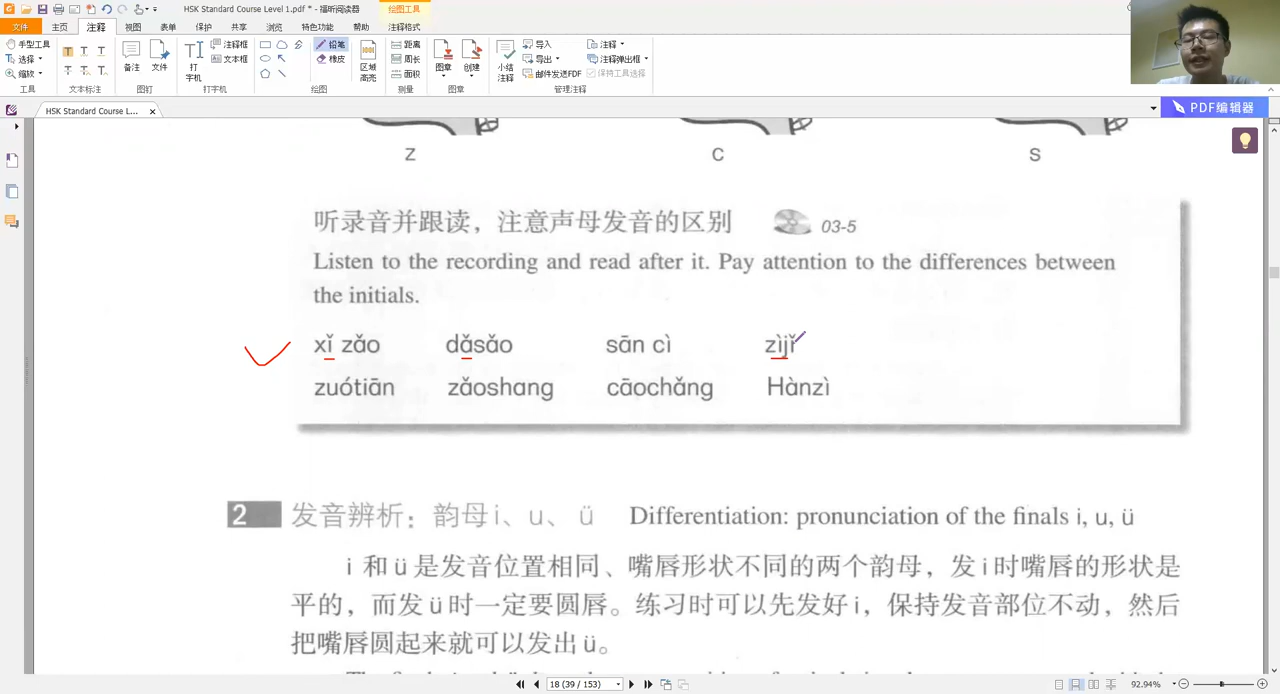 HSK Standard Course Level 1.pdf * - 福昕阅读器
绘图工具
文件 主页 注释 视图 表单 保护 共享 浏览 特色功能 帮助 注释格式
手型工具 选择 缩放 工具
文本标注
备注 文件 图钉
打字机 注释框 文本框 打字机
铅笔 橡皮 区域高亮 绘图
距离 周长 面积 测量
图章 创建 图章
小结注释 导入 导出 邮件发送FDF 注释 注释弹出框 保持工具选择 管理注释
HSK Standard Course L... ×
PDF编辑器
z c s
听录音并跟读，注意声母发音的区别 03-5
Listen to the recording and read after it. Pay attention to the differences between
the initials.
xǐ zǎo dǎsǎo sān cì zìjǐ
zuótiān zǎoshang cāochǎng Hànzì
2 发音辨析：韵母i、u、ü Differentiation: pronunciation of the finals i, u, ü
i 和ü是发音位置相同、嘴唇形状不同的两个韵母，发i时嘴唇的形状是
平的，而发ü时一定要圆唇。练习时可以先发好i，保持发音部位不动，然后
把嘴唇圆起来就可以发出ü。
18 (39 / 153) 92.94%